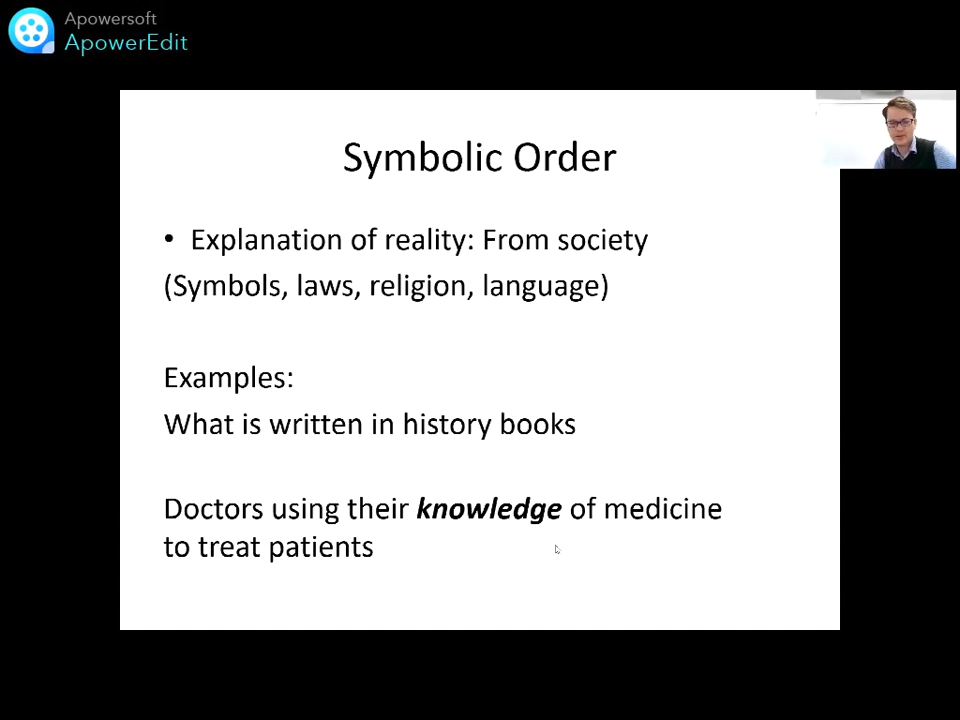 Apowersoft
ApowerEdit
Symbolic Order
• Explanation of reality: From society
(Symbols, laws, religion, language)
Examples:
What is written in history books
Doctors using their knowledge of medicine
to treat patients